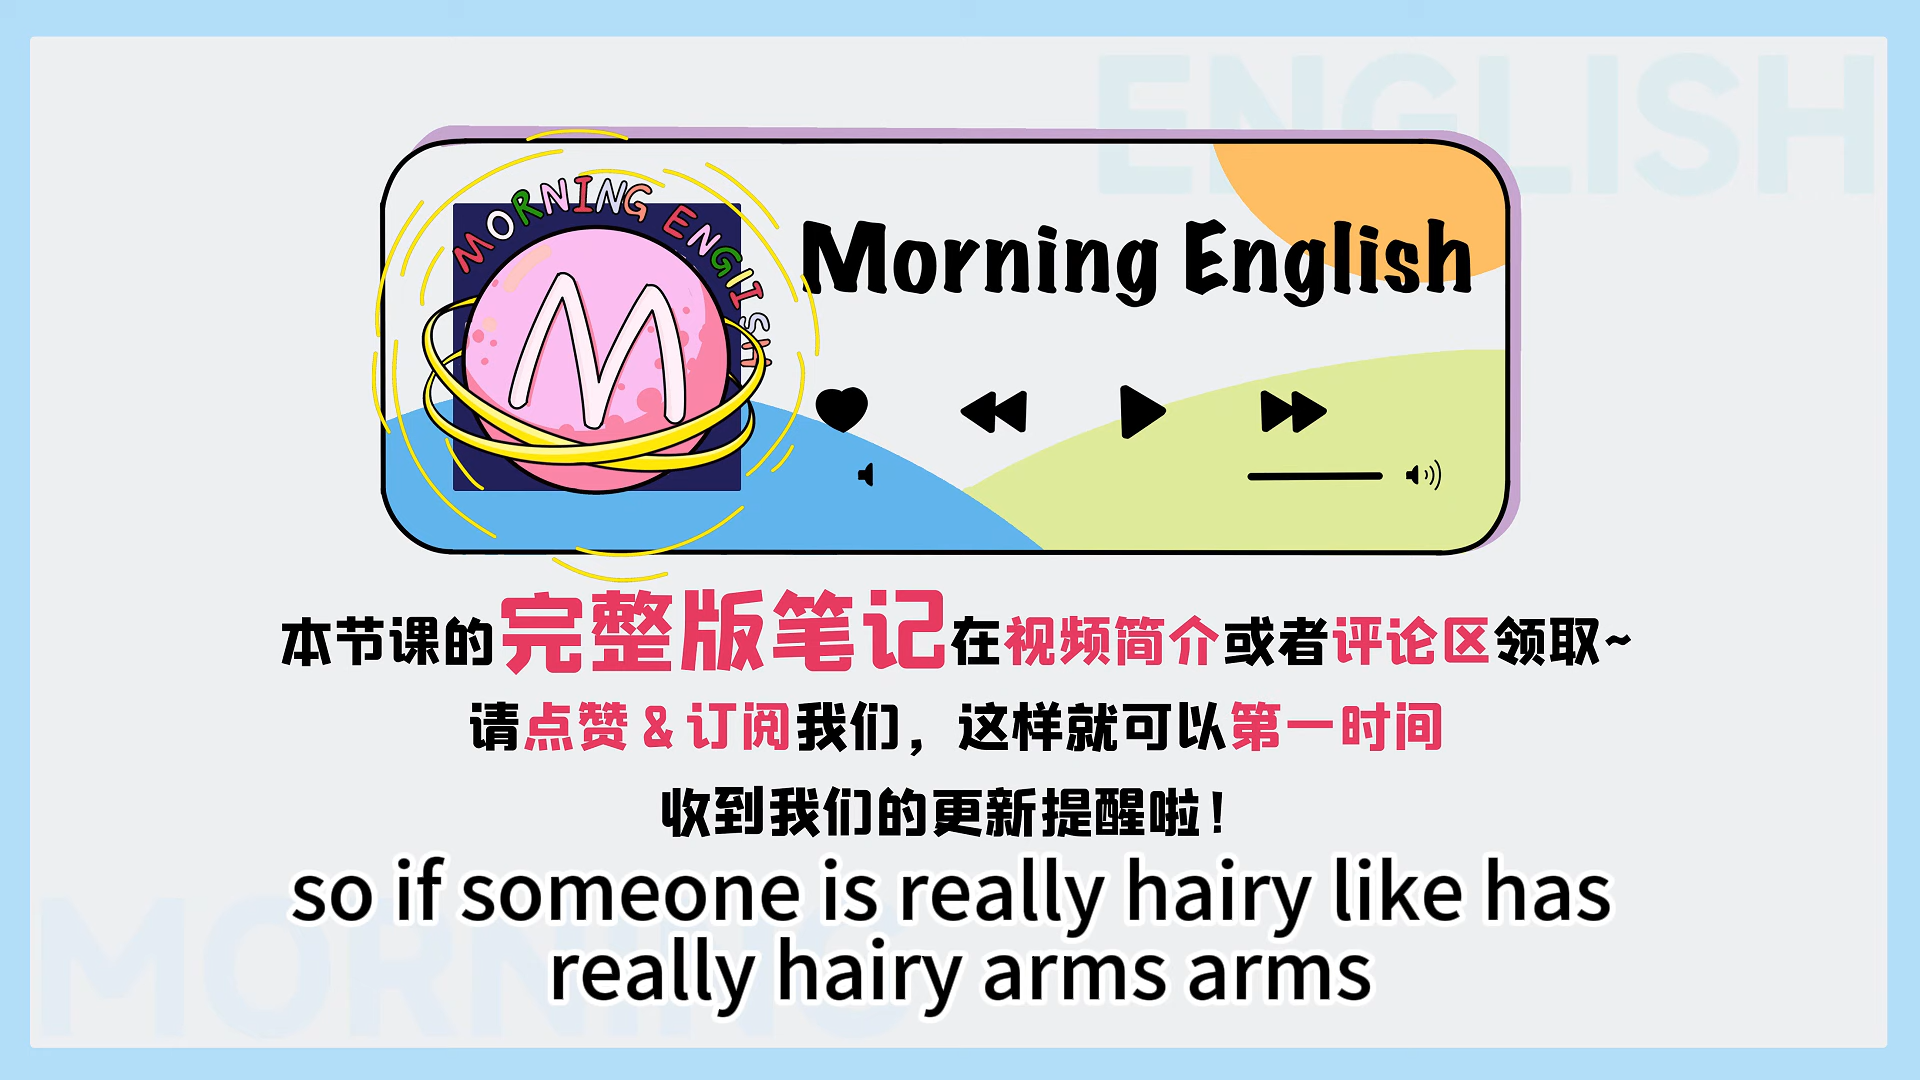 ENGLISH
MORNING ENGLISH
M
Morning English
本节课的完整版笔记在视频简介或者评论区领取~
请点赞&订阅我们，这样就可以第一时间
收到我们的更新提醒啦！
MORNING
so if someone is really hairy like has
really hairy arms arms